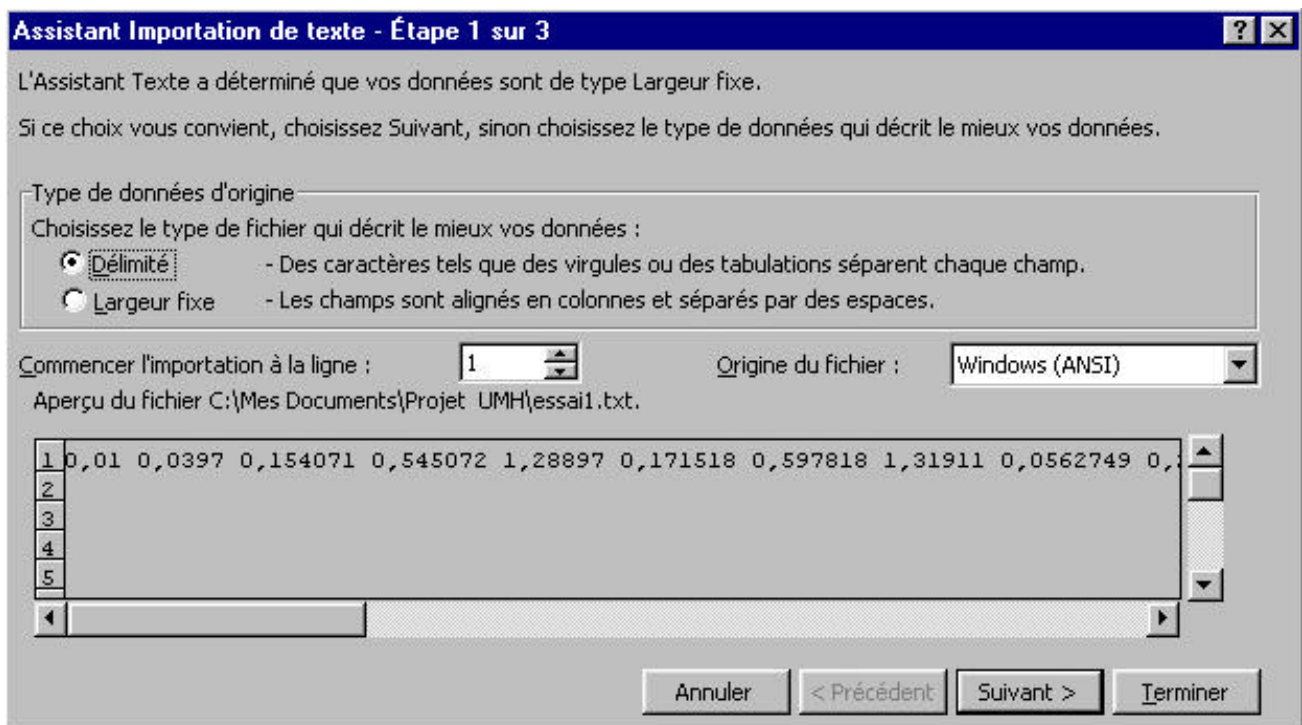 Assistant Importation de texte - Étape 1 sur 3
L'Assistant Texte a déterminé que vos données sont de type Largeur fixe.
Si ce choix vous convient, choisissez Suivant, sinon choisissez le type de données qui décrit le mieux vos données.
Type de données d'origine
Choisissez le type de fichier qui décrit le mieux vos données :
Délimité - Des caractères tels que des virgules ou des tabulations séparent chaque champ.
Largeur fixe - Les champs sont alignés en colonnes et séparés par des espaces.
Commencer l'importation à la ligne : 1 Origine du fichier : Windows (ANSI)
Aperçu du fichier C:\Mes Documents\Projet UMH\essai1.txt.
1 0,01 0,0397 0,154071 0,545072 1,28897 0,171518 0,597818 1,31911 0,0562749 0,
2
3
4
5
Annuler < Précédent Suivant > Terminer